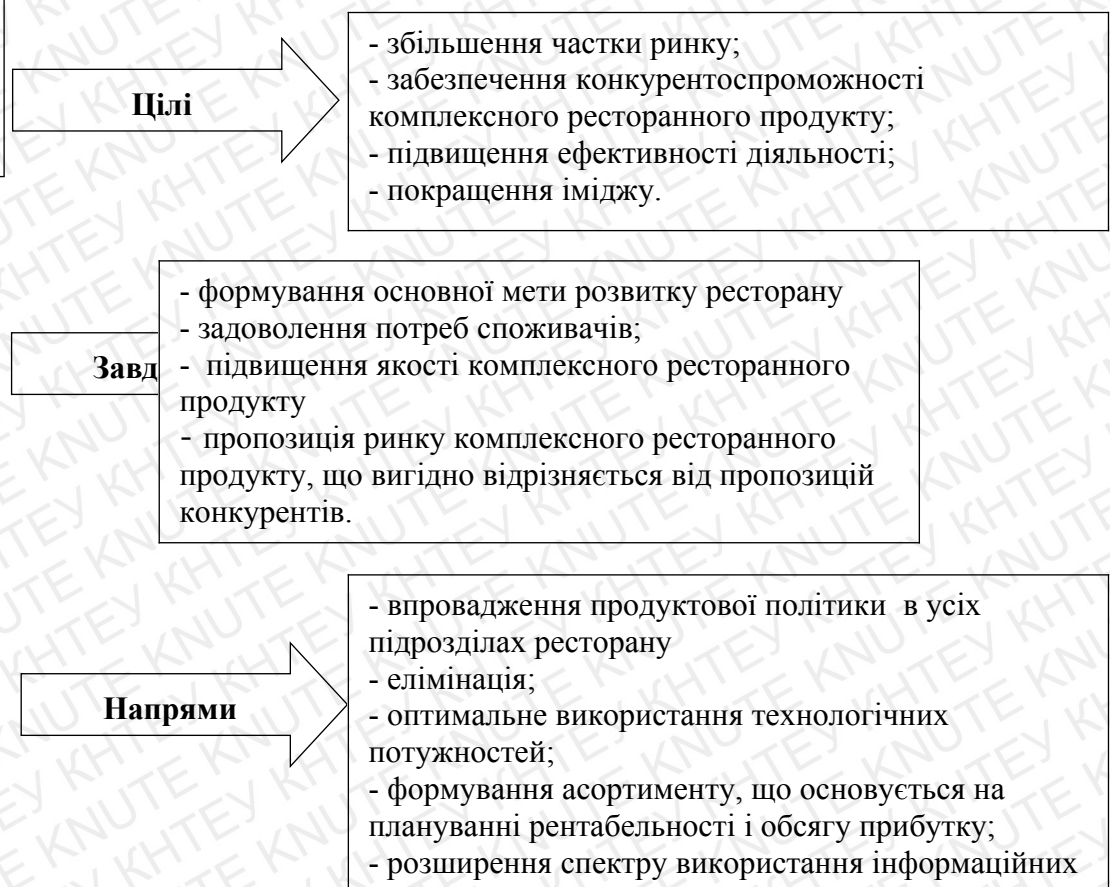 Цілі
- збільшення частки ринку;
- забезпечення конкурентоспроможності
комплексного ресторанного продукту;
- підвищення ефективності діяльності;
- покращення іміджу.
Завд
- формування основної мети розвитку ресторану
- задоволення потреб споживачів;
- підвищення якості комплексного ресторанного
продукту
- пропозиція ринку комплексного ресторанного
продукту, що вигідно відрізняється від пропозицій
конкурентів.
Напрями
- впровадження продуктової політики в усіх
підрозділах ресторану
- елімінація;
- оптимальне використання технологічних
потужностей;
- формування асортименту, що основується на
плануванні рентабельності і обсягу прибутку;
- розширення спектру використання інформаційних